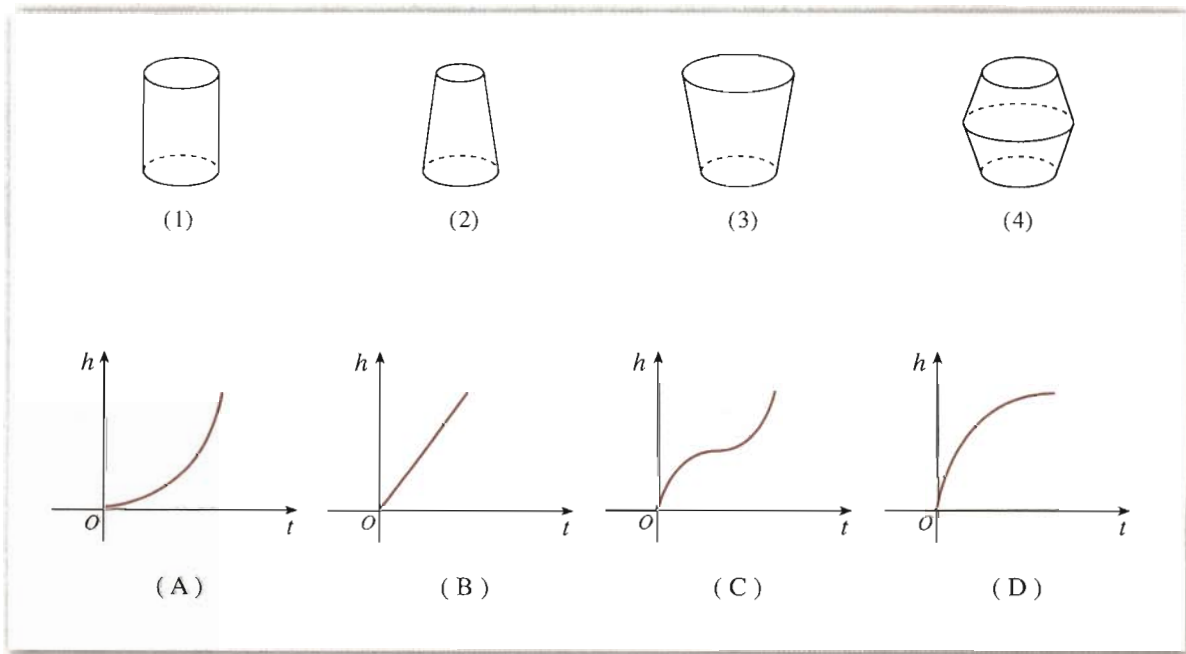 (1) (2) (3) (4)
h h h h
O t O t O t O t
(A) (B) (C) (D)